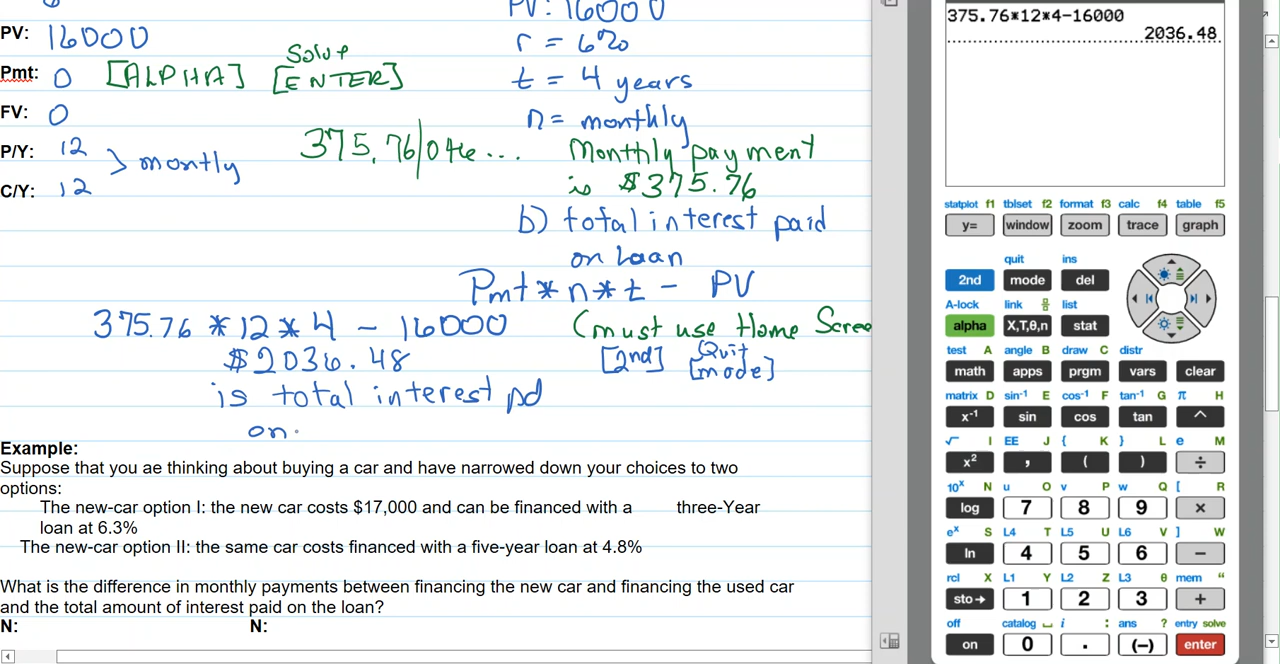 PV: 16000
PV: 16000
r = 6%
Pmt: 0 [ALPHA] Solve [ENTER]
t = 4 years
FV: 0
n = monthly
P/Y: 12
> montly
C/Y: 12
375.76|046... Monthly payment
is $375.76
b) total interest paid
on loan
Pmt * n * t - PV
375.76 * 12 * 4 - 16000 (must use Home Scree
$2036.48 [2nd] Quit [mode]
is total interest pd
on
Example:
Suppose that you ae thinking about buying a car and have narrowed down your choices to two
options:
The new-car option I: the new car costs $17,000 and can be financed with a three-Year
loan at 6.3%
The new-car option II: the same car costs financed with a five-year loan at 4.8%
What is the difference in monthly payments between financing the new car and financing the used car
and the total amount of interest paid on the loan?
N: N:
375.76*12*4-16000
2036.48
statplot f1 tblset f2 format f3 calc f4 table f5
y= window zoom trace graph
quit ins
2nd mode del
A-lock link list
alpha X,T,θ,n stat
test A angle B draw C distr
math apps prgm vars clear
matrix D sin⁻¹ E cos⁻¹ F tan⁻¹ G π H
x⁻¹ sin cos tan ^
√ I EE J { K } L e M
x² , ( ) ÷
10ˣ N u O v P w Q [ R
log 7 8 9 ×
eˣ S L4 T L5 U L6 V ] W
ln 4 5 6 −
rcl X L1 Y L2 Z L3 θ mem "
sto→ 1 2 3 +
off catalog ⎵ i : ans ? entry solve
on 0 . (−) enter